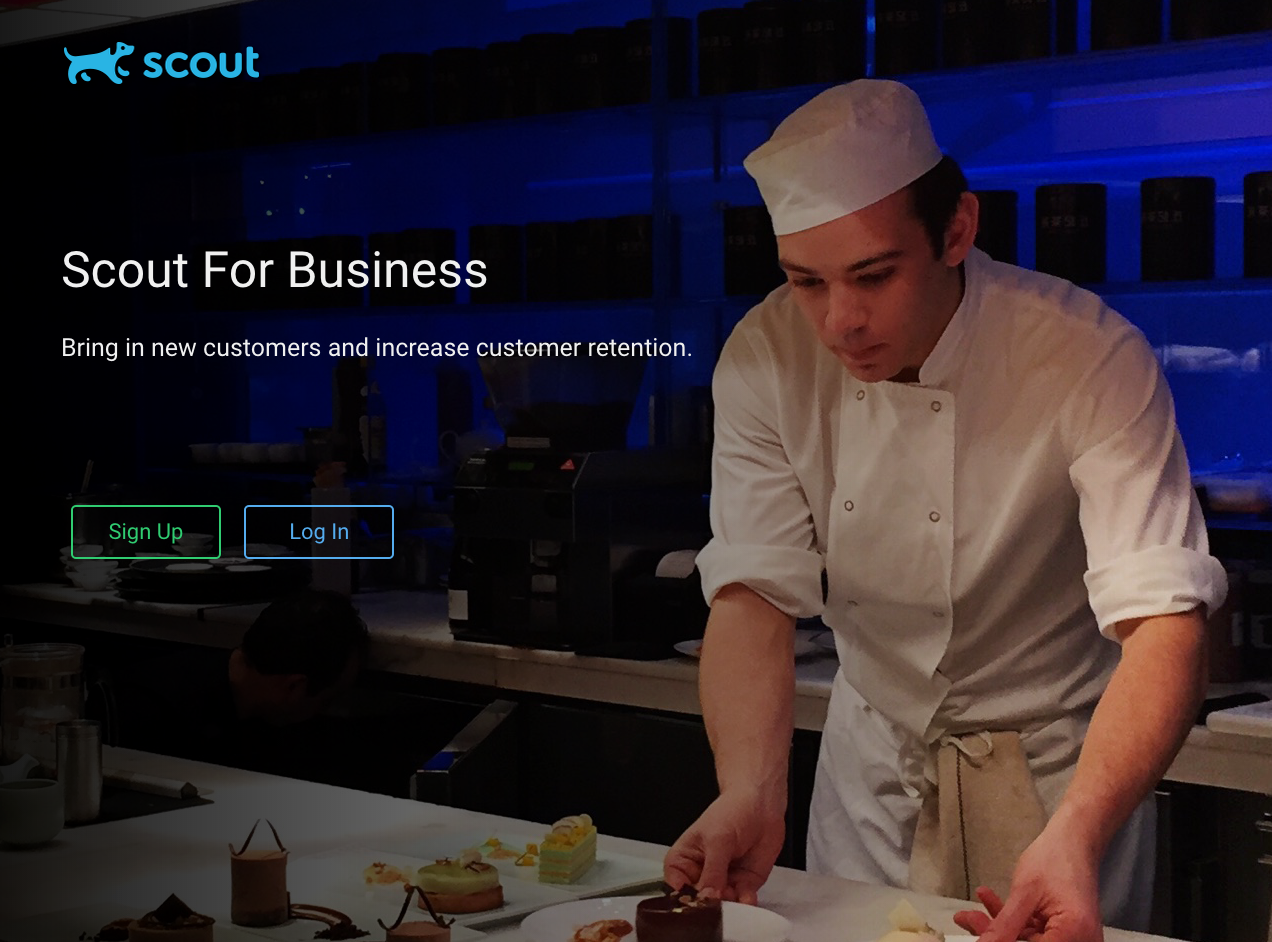 scout
Scout For Business
Bring in new customers and increase customer retention.
Sign Up
Log In